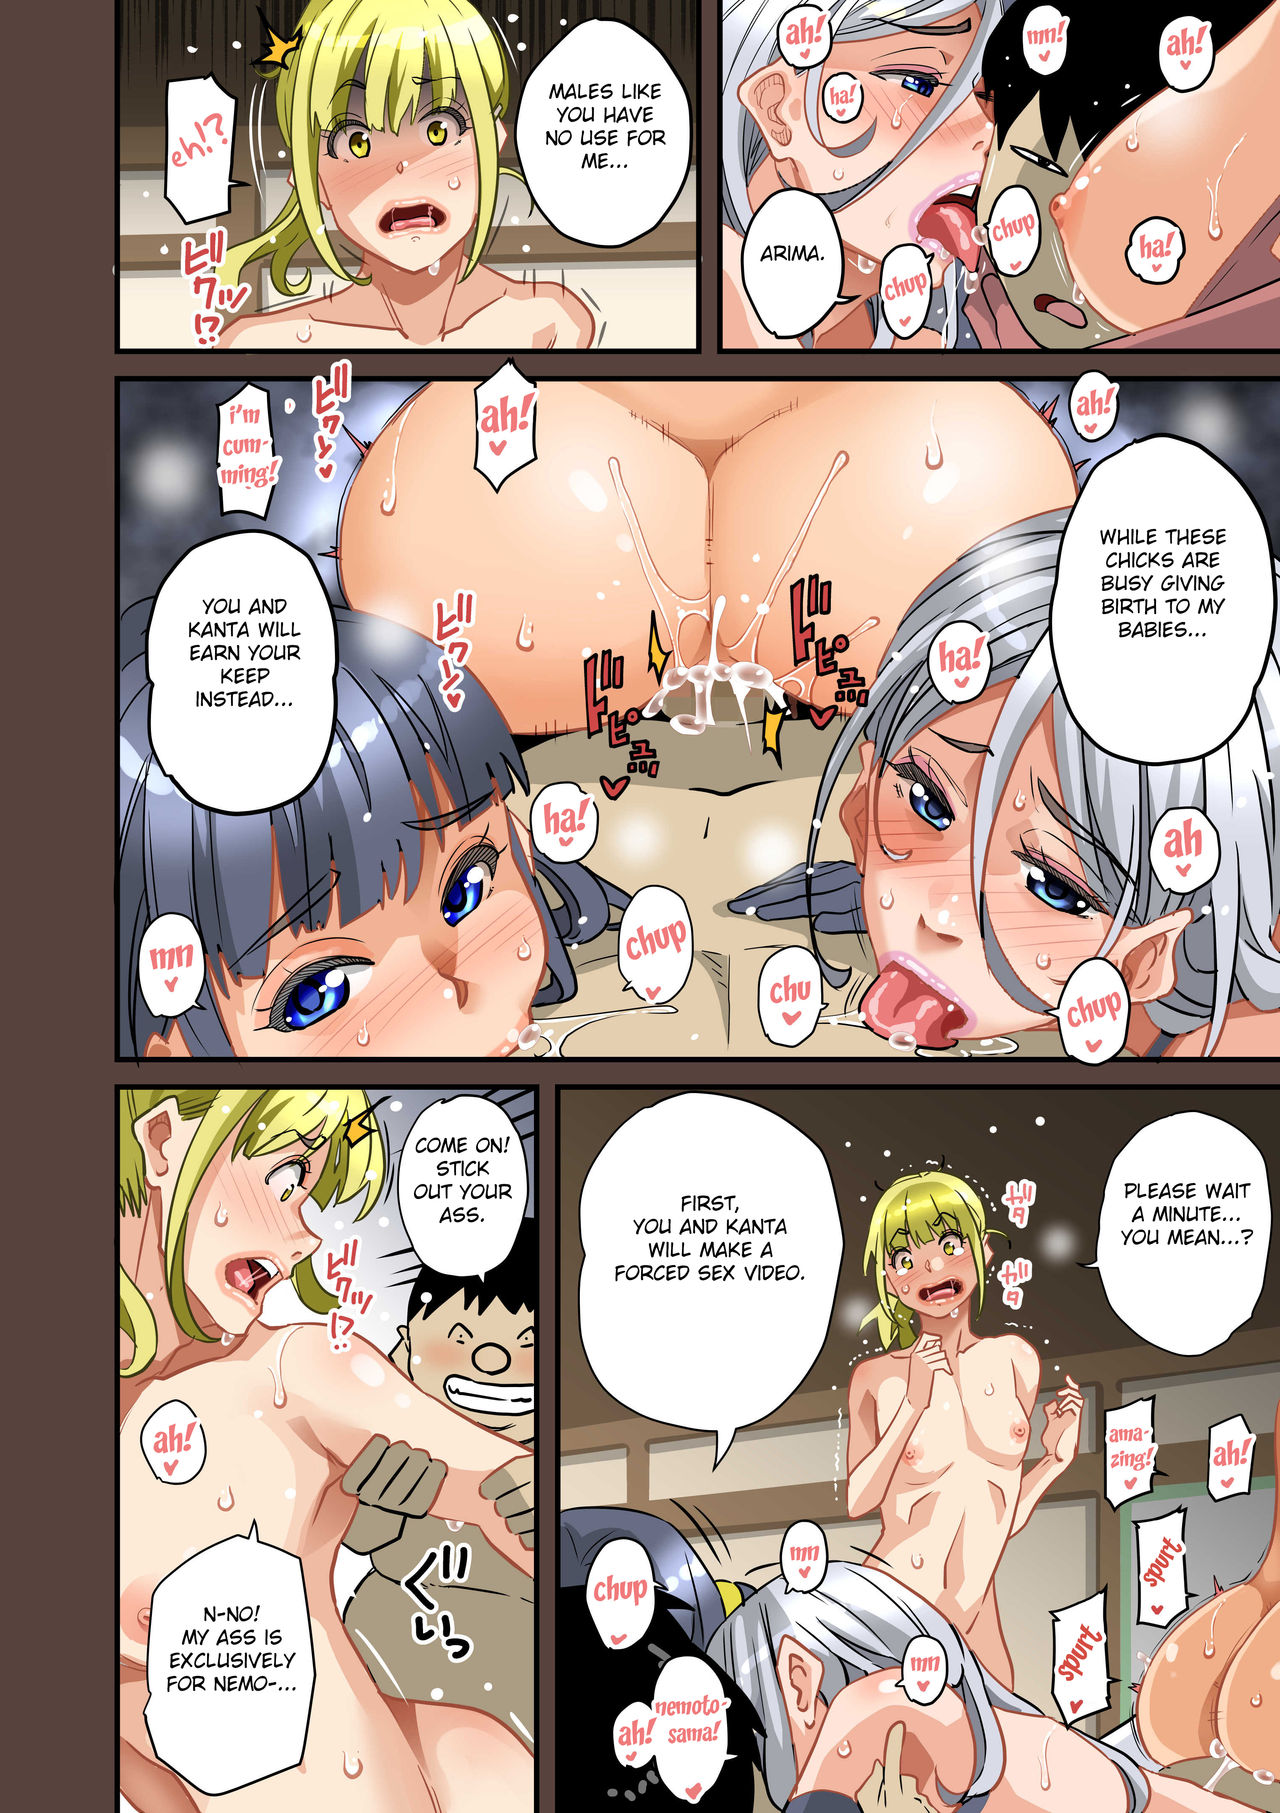 ah!
mn!
ah!
ha!
ARIMA.
chup
chup
ha!
MALES LIKE
YOU HAVE
NO USE FOR
ME...
eh!?
ビクッ!?
ah!
WHILE THESE
CHICKS ARE
BUSY GIVING
BIRTH TO MY
BABIES...
ah!
i'm
cum-
ming!
ビクッ
ビクッ
ドピュ
ドピュ
YOU AND
KANTA WILL
EARN YOUR
KEEP
INSTEAD...
ha!
ah
ha!
chup
chu
chup
mn
PLEASE WAIT
A MINUTE...
YOU MEAN...?
FIRST,
YOU AND KANTA
WILL MAKE A
FORCED SEX VIDEO.
ガタ
ガタ
ama-
zing!
ah!
spurt
spurt
mn
chup
mn
ah!
nemoto-
sama!
COME ON!
STICK
OUT YOUR
ASS.
ビクッ!?
ah!
ぐいっ
N-NO!
MY ASS IS
EXCLUSIVELY
FOR NEMO-...